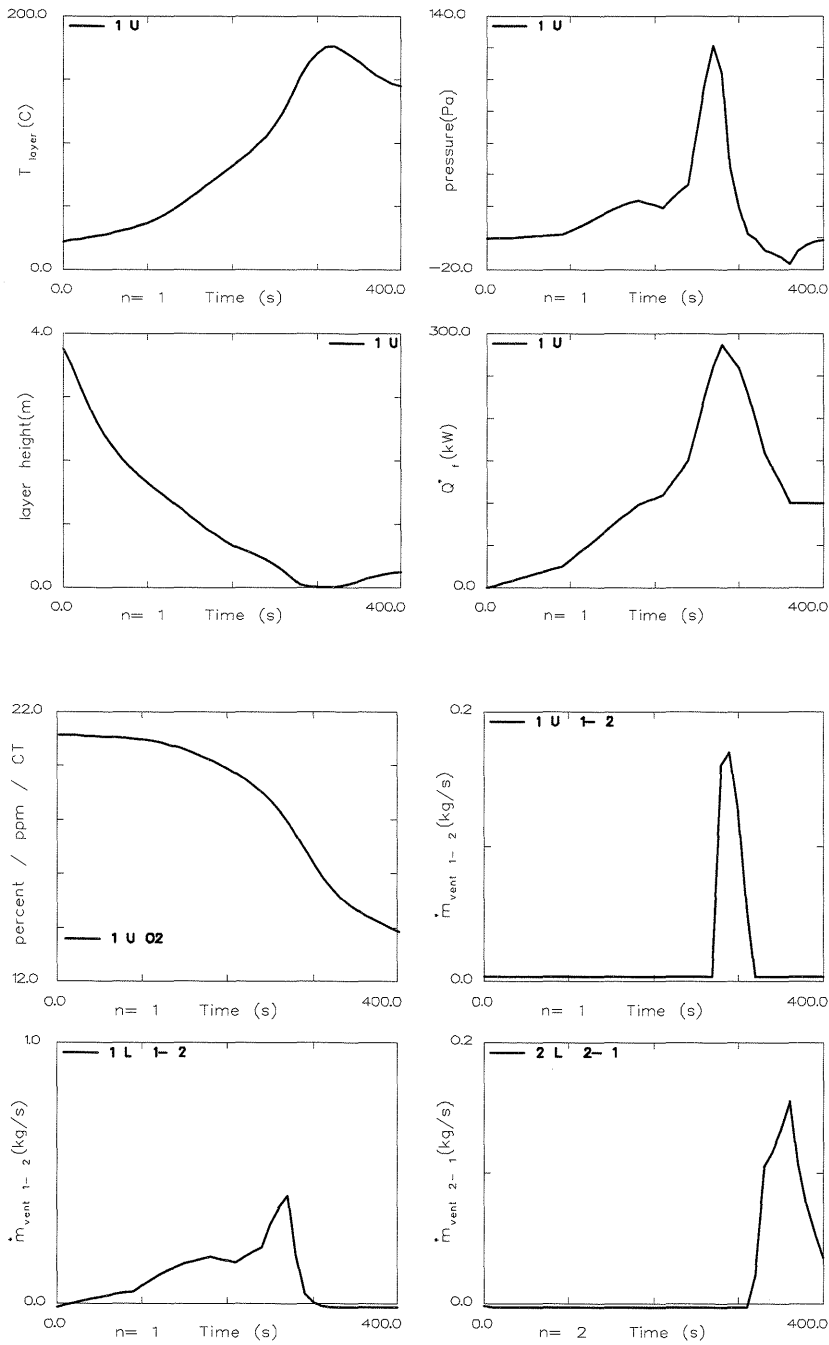 200.0
1 U
T layer (C)
0.0
0.0
n= 1 Time (s)
400.0
140.0
1 U
pressure(Pa)
−20.0
0.0
n= 1 Time (s)
400.0
4.0
1 U
layer height(m)
0.0
0.0
n= 1 Time (s)
400.0
300.0
1 U
Q* f (kW)
0.0
0.0
n= 1 Time (s)
400.0
22.0
percent / ppm / CT
1 U O2
12.0
0.0
n= 1 Time (s)
400.0
0.2
1 U 1− 2
ṁ vent 1− 2 (kg/s)
0.0
0.0
n= 1 Time (s)
400.0
1.0
1 L 1− 2
ṁ vent 1− 2 (kg/s)
0.0
0.0
n= 1 Time (s)
400.0
0.2
2 L 2− 1
ṁ vent 2− 1 (kg/s)
0.0
0.0
n= 2 Time (s)
400.0